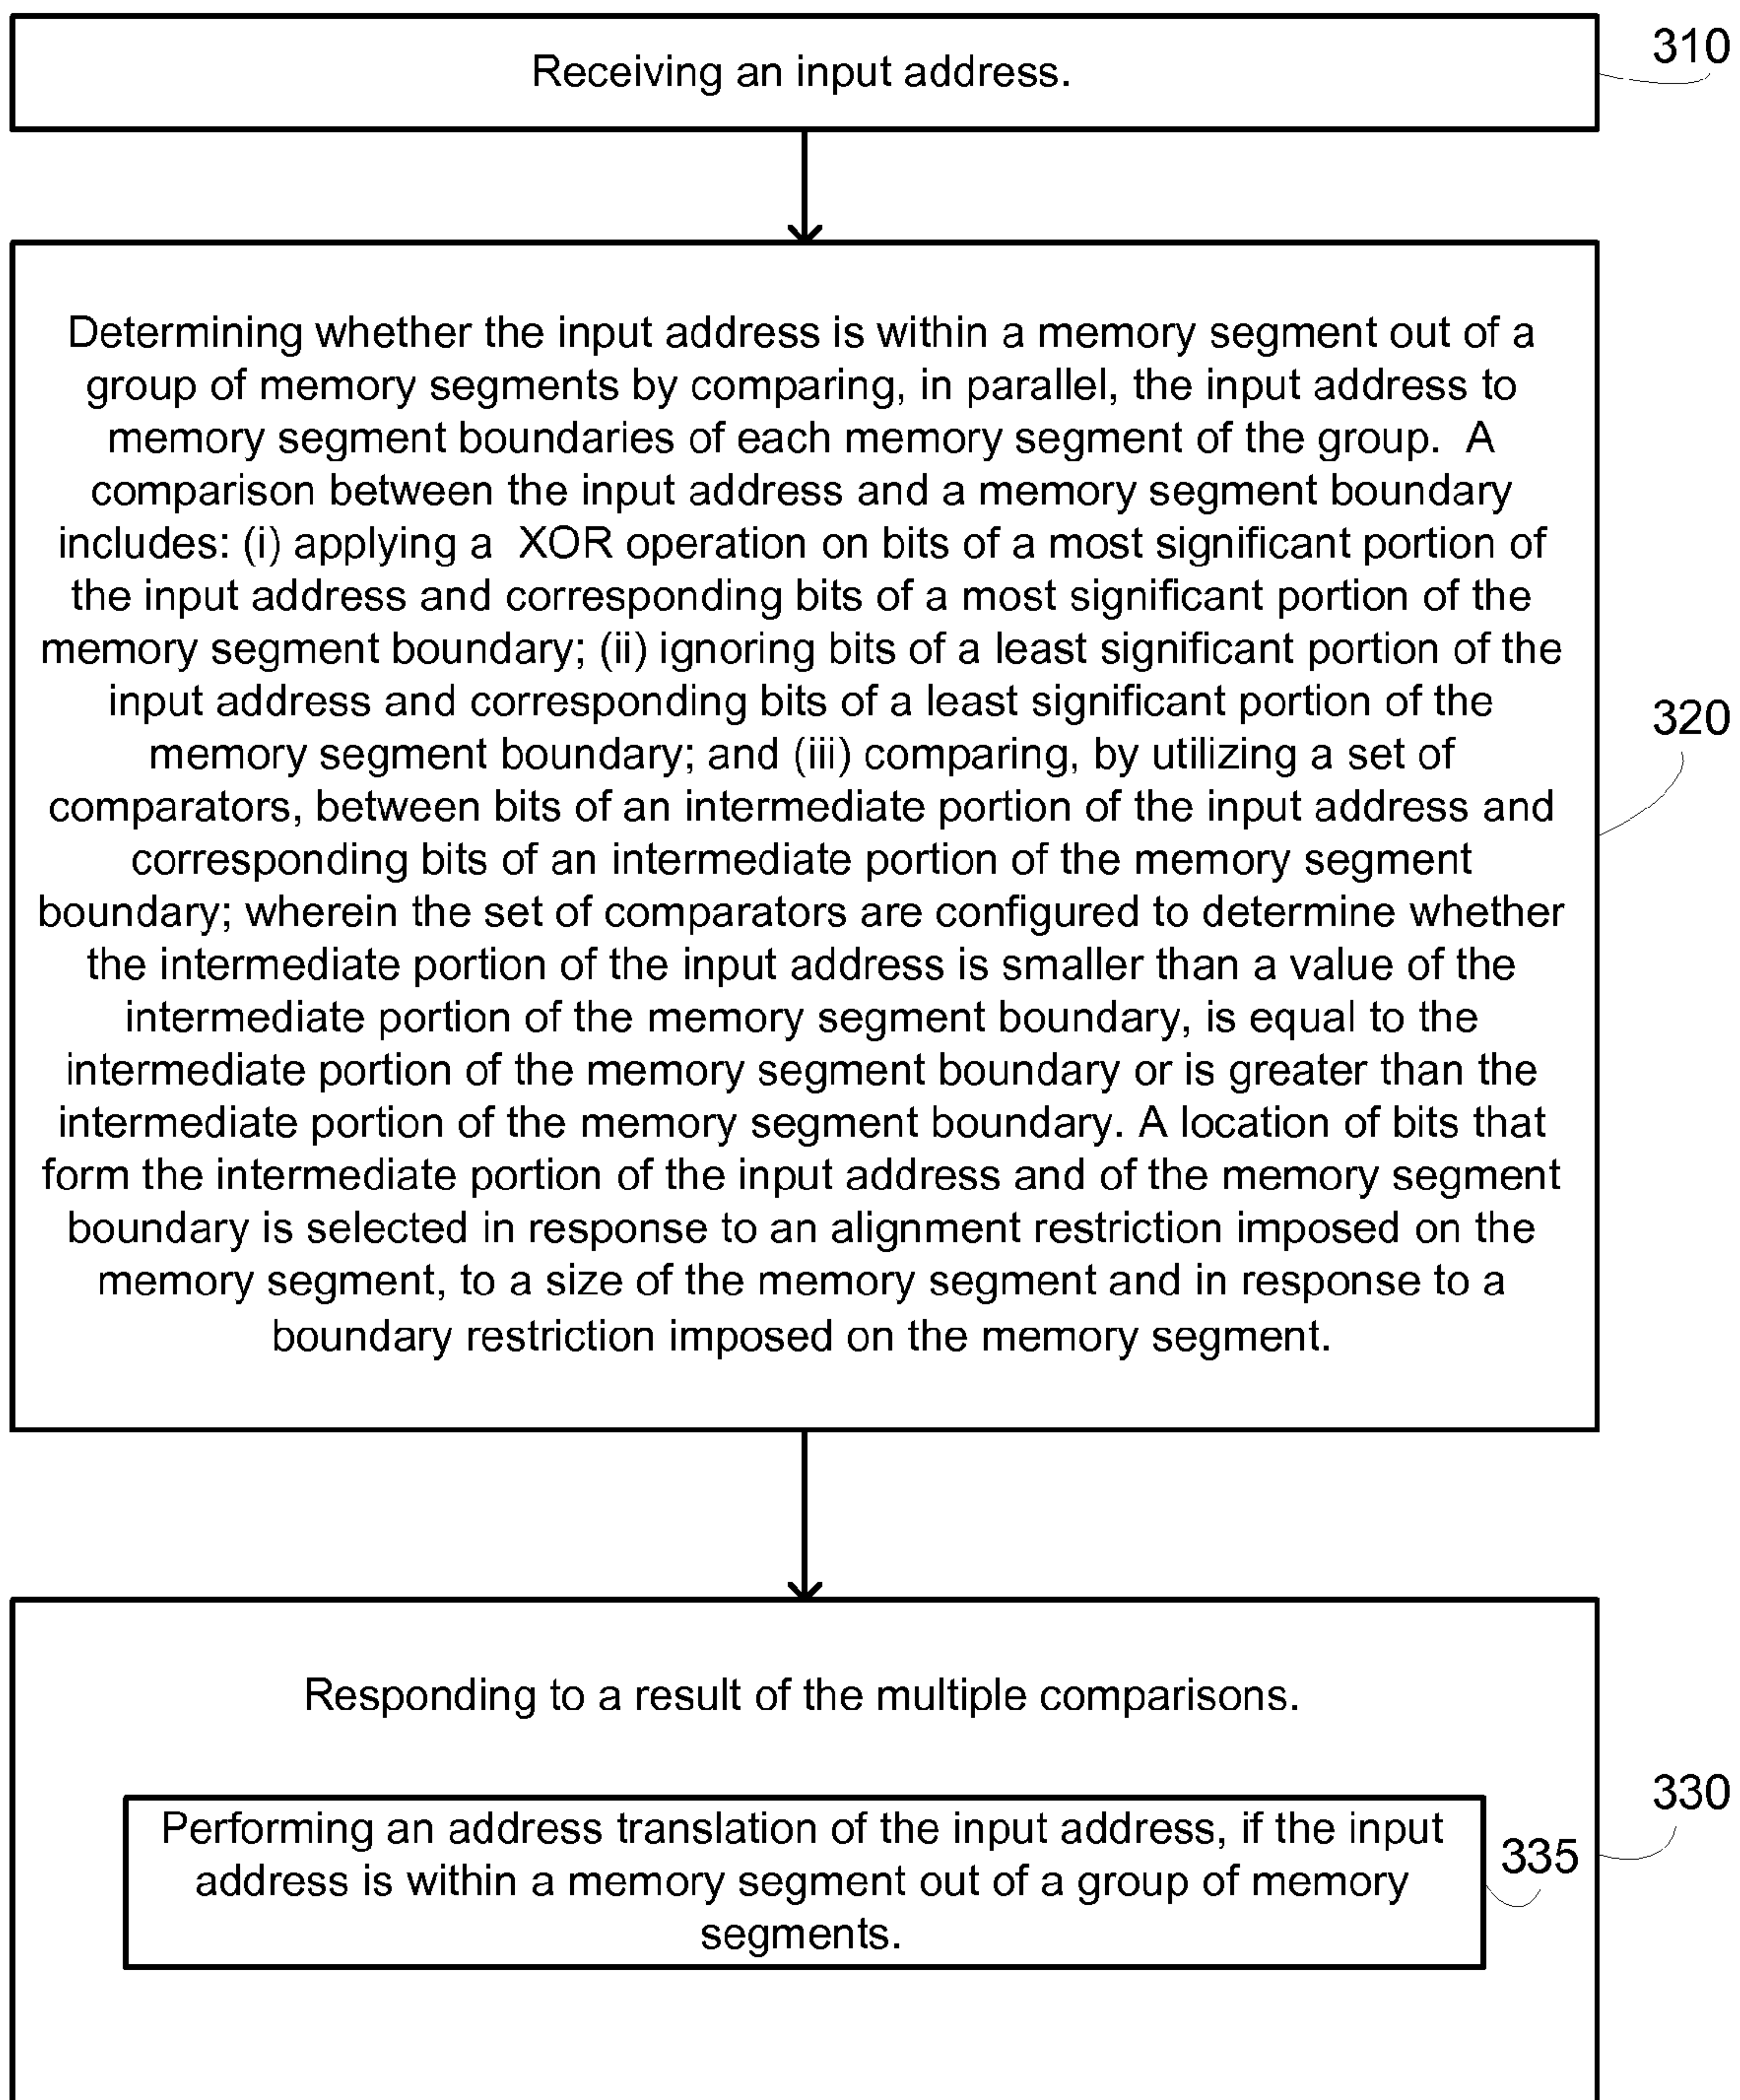 Receiving an input address.
310
Determining whether the input address is within a memory segment out of a
group of memory segments by comparing, in parallel, the input address to
memory segment boundaries of each memory segment of the group.  A
comparison between the input address and a memory segment boundary
includes: (i) applying a  XOR operation on bits of a most significant portion of
the input address and corresponding bits of a most significant portion of the
memory segment boundary; (ii) ignoring bits of a least significant portion of the
input address and corresponding bits of a least significant portion of the
memory segment boundary; and (iii) comparing, by utilizing a set of
comparators, between bits of an intermediate portion of the input address and
corresponding bits of an intermediate portion of the memory segment
boundary; wherein the set of comparators are configured to determine whether
the intermediate portion of the input address is smaller than a value of the
intermediate portion of the memory segment boundary, is equal to the
intermediate portion of the memory segment boundary or is greater than the
intermediate portion of the memory segment boundary. A location of bits that
form the intermediate portion of the input address and of the memory segment
boundary is selected in response to an alignment restriction imposed on the
memory segment, to a size of the memory segment and in response to a
boundary restriction imposed on the memory segment.
320
Responding to a result of the multiple comparisons.
330
Performing an address translation of the input address, if the input
address is within a memory segment out of a group of memory
segments.
335